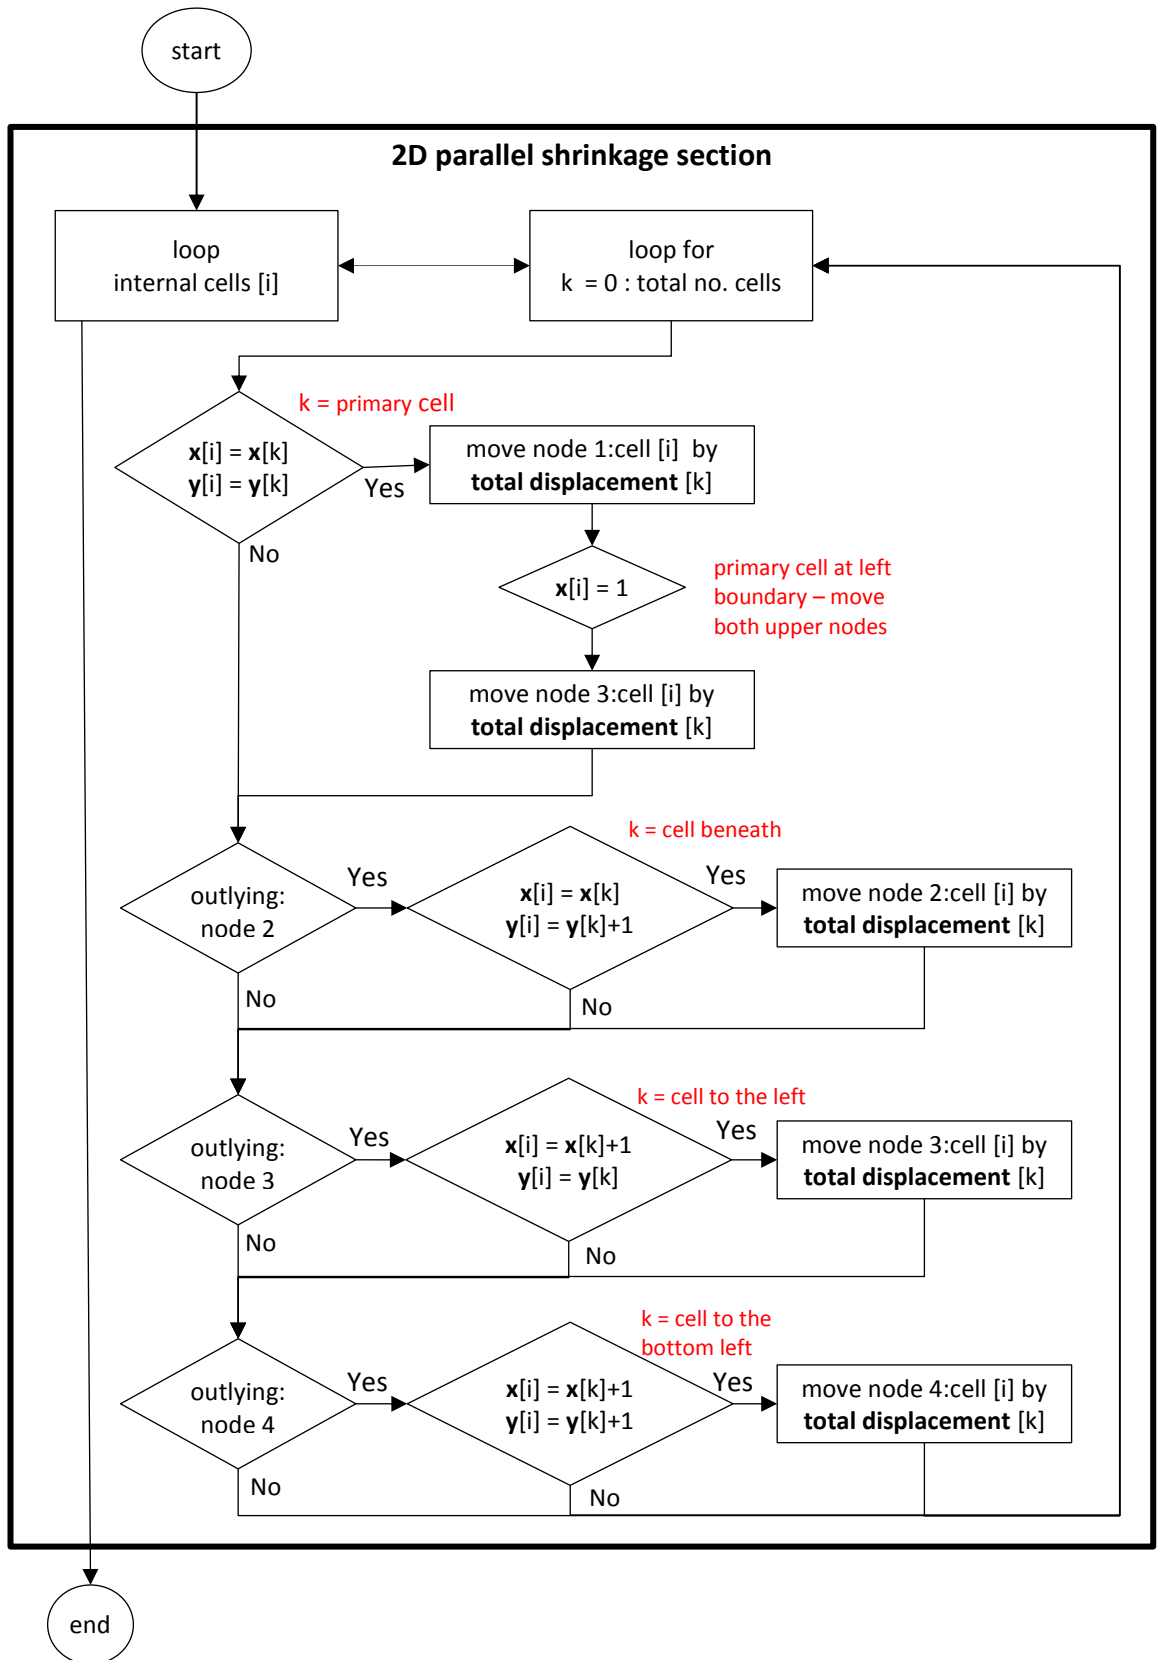 start
2D parallel shrinkage section
loop
internal cells [i]
loop for
k = 0 : total no. cells
k = primary cell
x[i] = x[k]
y[i] = y[k]
Yes
No
move node 1:cell [i] by
total displacement [k]
x[i] = 1
primary cell at left
boundary – move
both upper nodes
move node 3:cell [i] by
total displacement [k]
outlying:
node 2
Yes
No
k = cell beneath
x[i] = x[k]
y[i] = y[k]+1
Yes
No
move node 2:cell [i] by
total displacement [k]
outlying:
node 3
Yes
No
k = cell to the left
x[i] = x[k]+1
y[i] = y[k]
Yes
No
move node 3:cell [i] by
total displacement [k]
outlying:
node 4
Yes
No
k = cell to the
bottom left
x[i] = x[k]+1
y[i] = y[k]+1
Yes
No
move node 4:cell [i] by
total displacement [k]
end